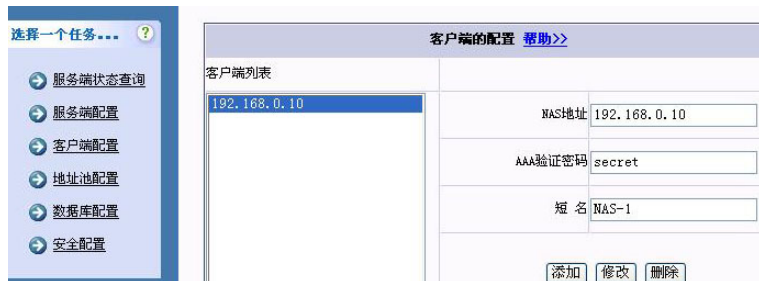 选择一个任务... ?
服务端状态查询
服务端配置
客户端配置
地址池配置
数据库配置
安全配置
客户端的配置 帮助>>
客户端列表
192.168.0.10
NAS地址 192.168.0.10
AAA验证密码 secret
短 名 NAS-1
添加 修改 删除